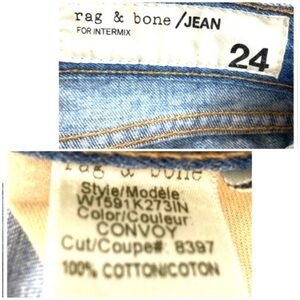 rag & bone/JEAN
FOR INTERMIX
24
rag & bone
Style/Modèle
W1591K273IN
Color/Couleur
CONVOY
Cut/Coupe#: 8397
100% COTTON/COTON